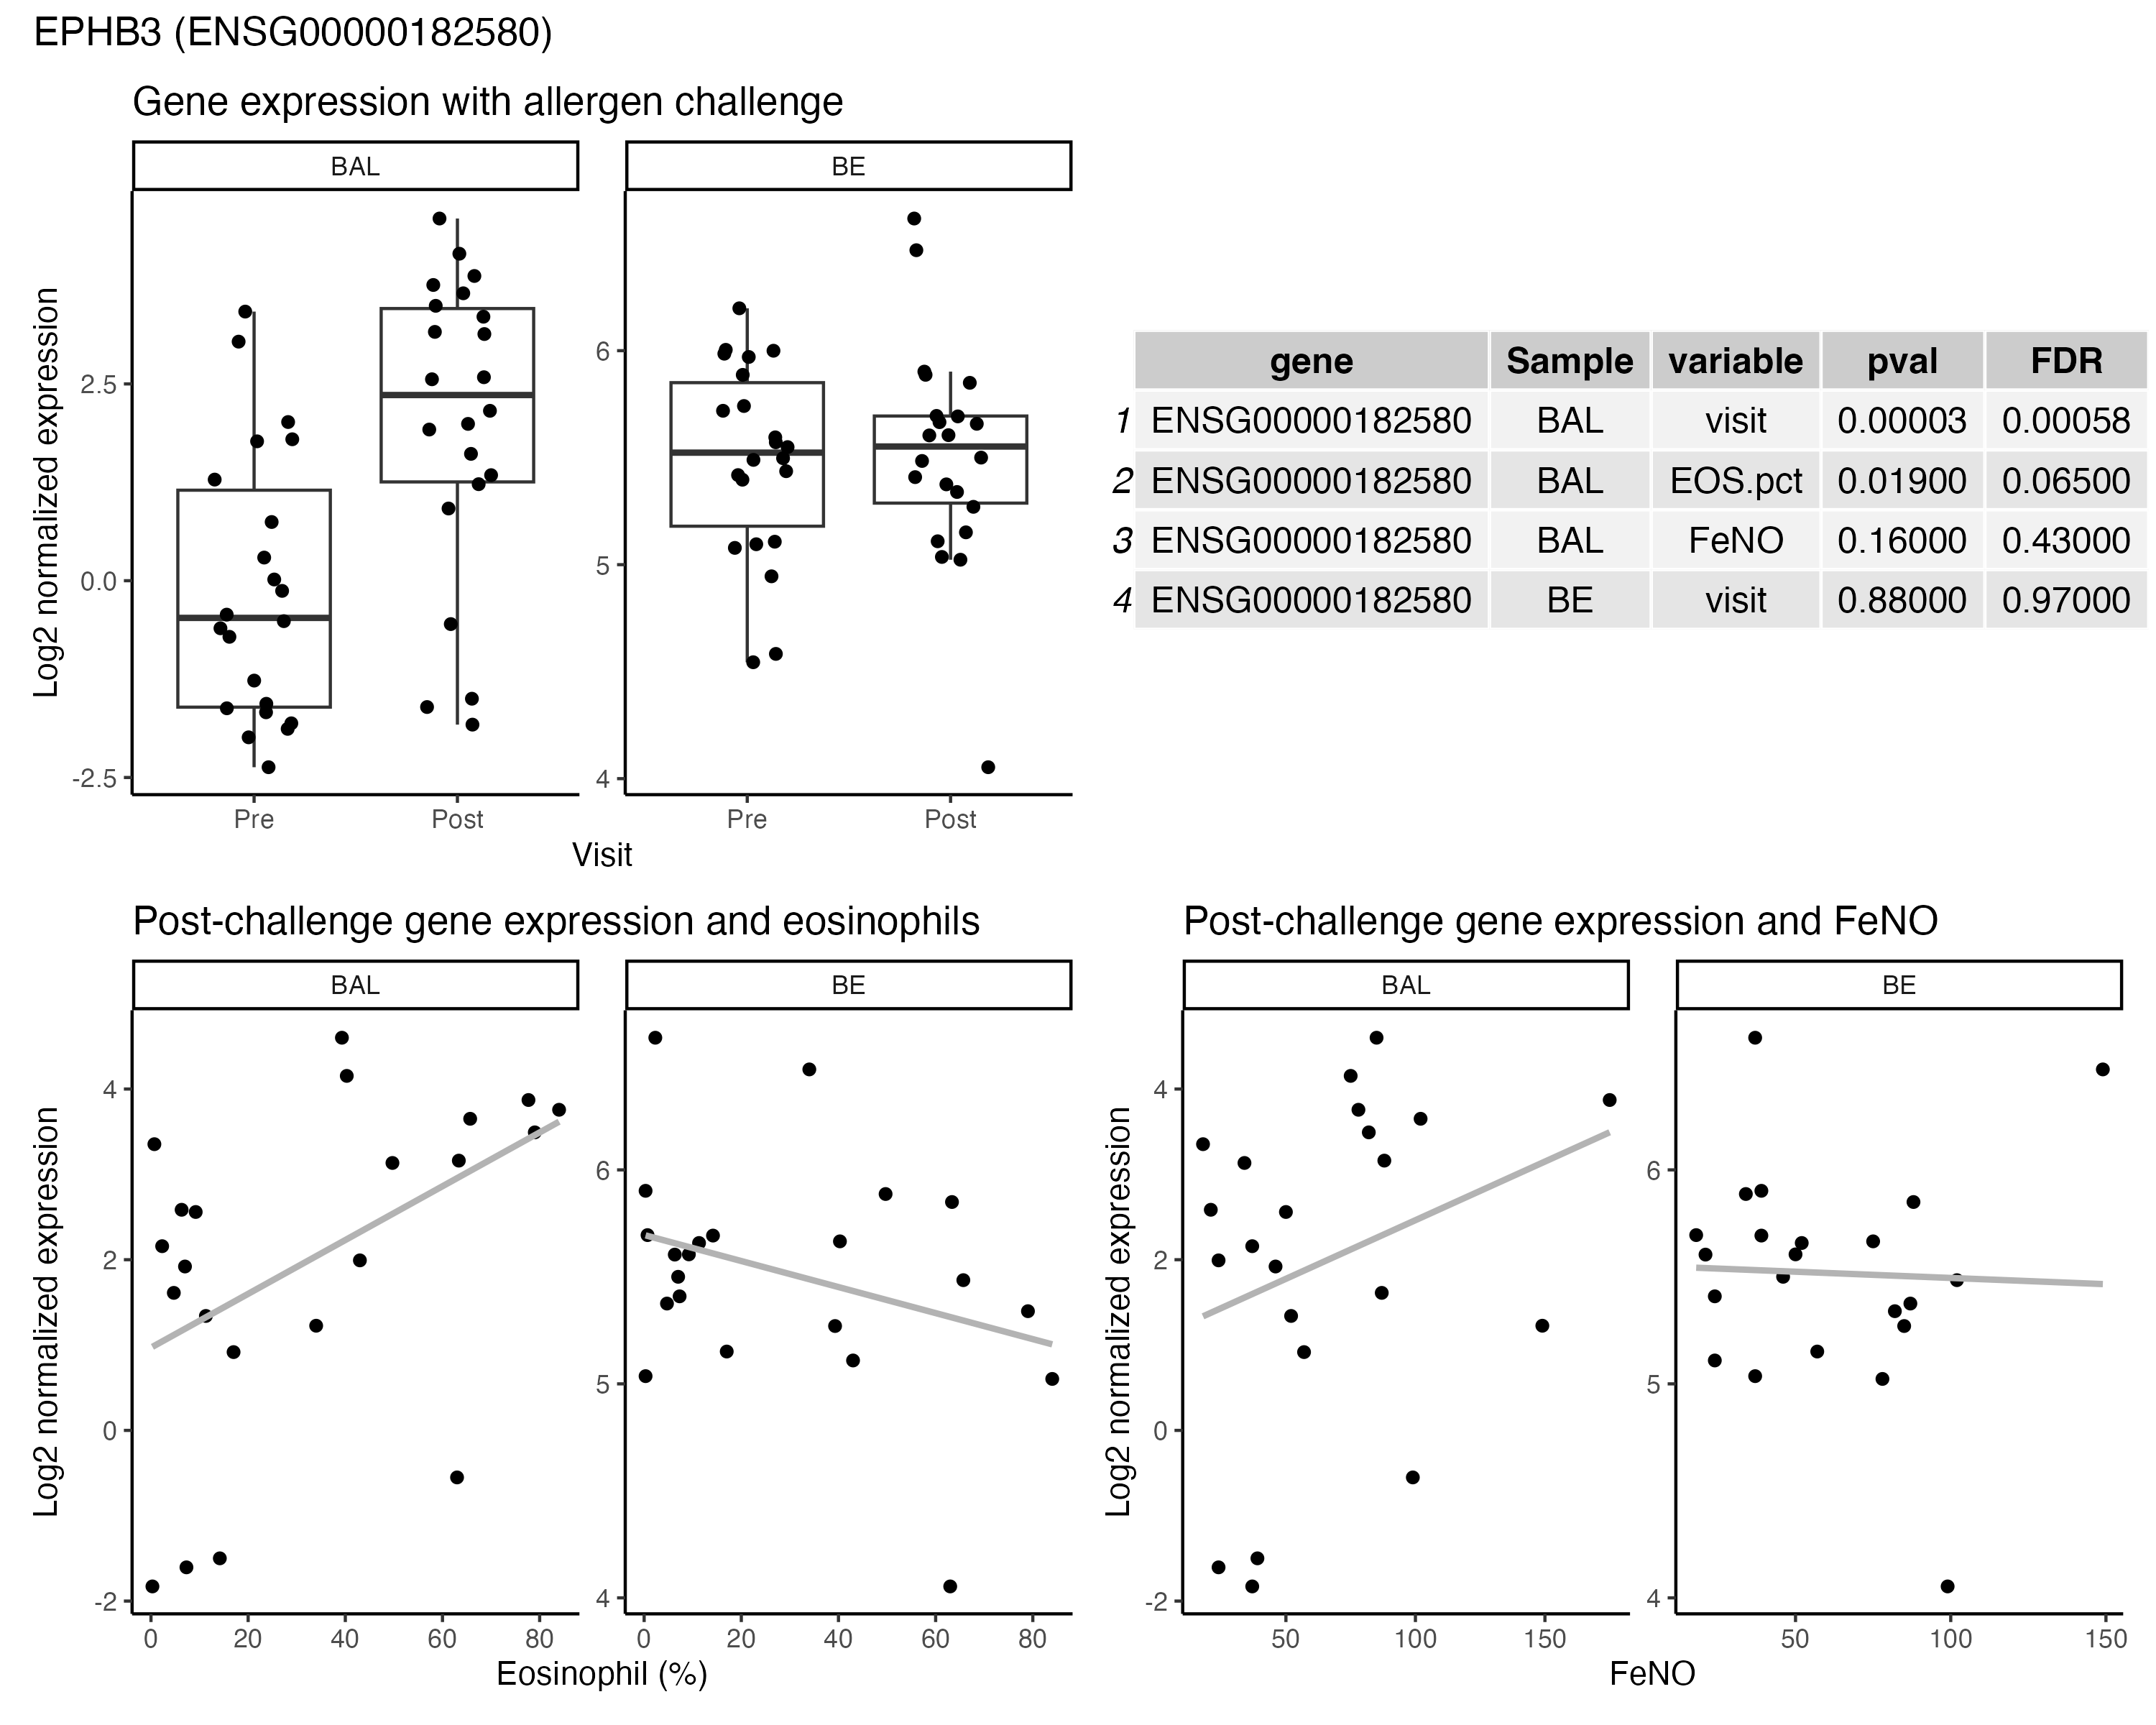 EPHB3 (ENSG00000182580)
Gene expression with allergen challenge
BAL BE
Log2 normalized expression
2.5
0.0
-2.5
6
5
4
Pre Post Pre Post
Visit
gene Sample variable pval FDR
1 ENSG00000182580 BAL visit 0.00003 0.00058
2 ENSG00000182580 BAL EOS.pct 0.01900 0.06500
3 ENSG00000182580 BAL FeNO 0.16000 0.43000
4 ENSG00000182580 BE visit 0.88000 0.97000
Post-challenge gene expression and eosinophils
BAL BE
Log2 normalized expression
4
2
0
-2
6
5
4
0 20 40 60 80 0 20 40 60 80
Eosinophil (%)
Post-challenge gene expression and FeNO
BAL BE
Log2 normalized expression
4
2
0
-2
6
5
4
50 100 150 50 100 150
FeNO